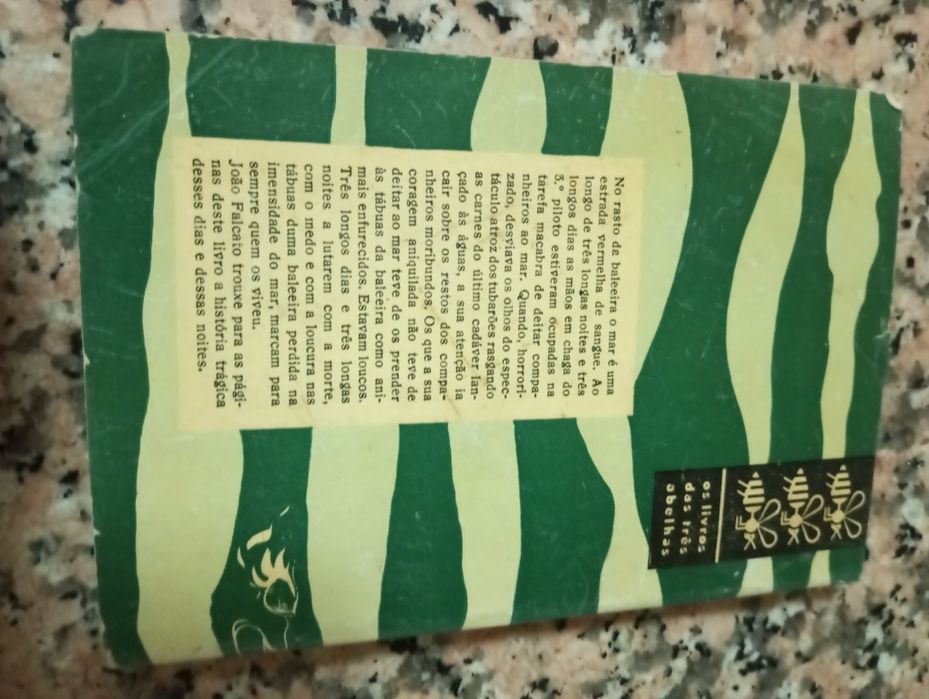 os livros
das três
abelhas
No rasto da baleeira o mar é uma
estrada vermelha de sangue. Ao
longo de três longas noites e três
longos dias as mãos em chaga do
3.º piloto estiveram ocupadas na
tarefa macabra de deitar compa-
nheiros ao mar. Quando, horrori-
zado, desviava os olhos do espec-
táculo atroz dos tubarões rasgando
as carnes do último cadáver lan-
çado às águas, a sua atenção ia
cair sobre os restos dos compa-
nheiros moribundos. Os que a sua
coragem aniquilada não teve de
deitar ao mar teve de os prender
às tábuas da baleeira como ani-
mais enfurecidos. Estavam loucos.
Três longos dias e três longas
noites a lutarem com a morte,
com o medo e com a loucura nas
tábuas duma baleeira perdida na
imensidade do mar, marcam para
sempre quem os viveu.
João Falcato trouxe para as pági-
nas deste livro a história trágica
desses dias e dessas noites.